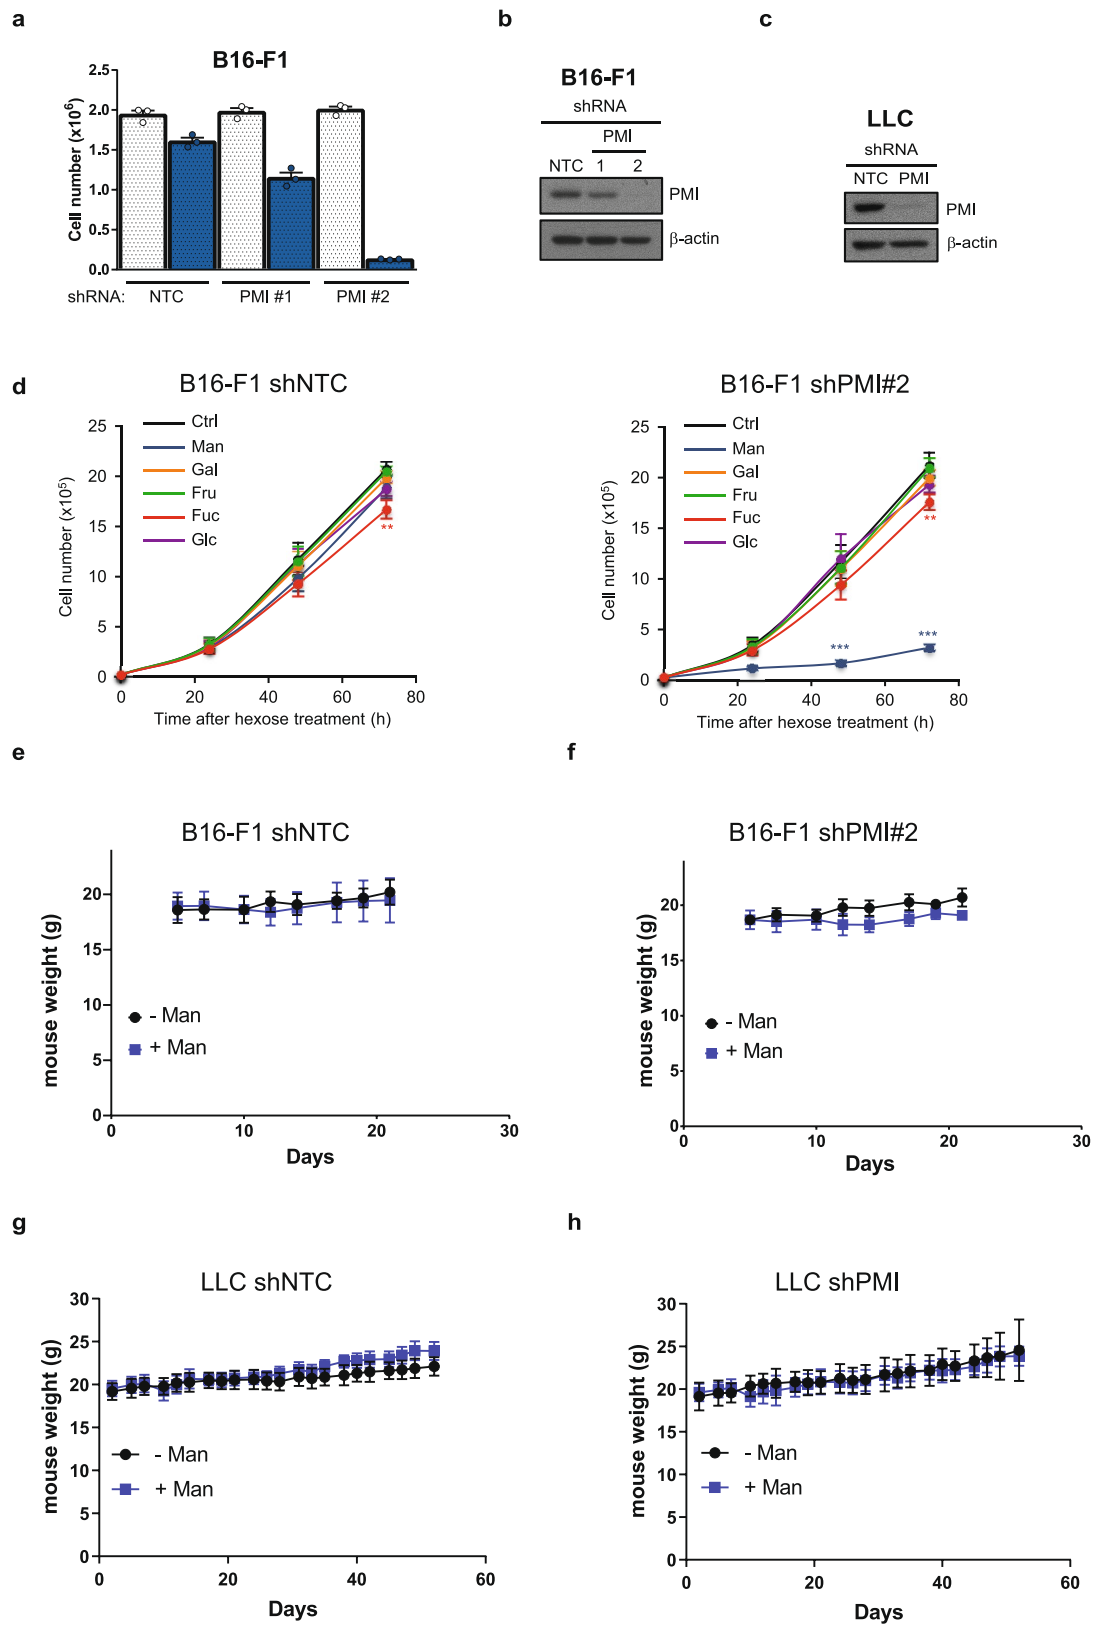 a
B16-F1
Cell number (x10⁶)
2.5
2.0
1.5
1.0
0.5
0.0
shRNA: NTC PMI #1 PMI #2
b
B16-F1
shRNA
PMI
NTC 1 2
PMI
β-actin
c
LLC
shRNA
NTC PMI
PMI
β-actin
d
B16-F1 shNTC
Cell number (x10⁵)
25
20
15
10
5
0
Ctrl
Man
Gal
Fru
Fuc
Glc
**
0 20 40 60 80
Time after hexose treatment (h)
B16-F1 shPMI#2
Cell number (x10⁵)
25
20
15
10
5
0
Ctrl
Man
Gal
Fru
Fuc
Glc
**
***
***
0 20 40 60 80
Time after hexose treatment (h)
e
B16-F1 shNTC
mouse weight (g)
20
15
10
5
0
- Man
+ Man
0 10 20 30
Days
f
B16-F1 shPMI#2
mouse weight (g)
20
15
10
5
0
- Man
+ Man
0 10 20 30
Days
g
LLC shNTC
mouse weight (g)
30
25
20
15
10
5
0
- Man
+ Man
0 20 40 60
Days
h
LLC shPMI
mouse weight (g)
30
25
20
15
10
5
0
- Man
+ Man
0 20 40 60
Days